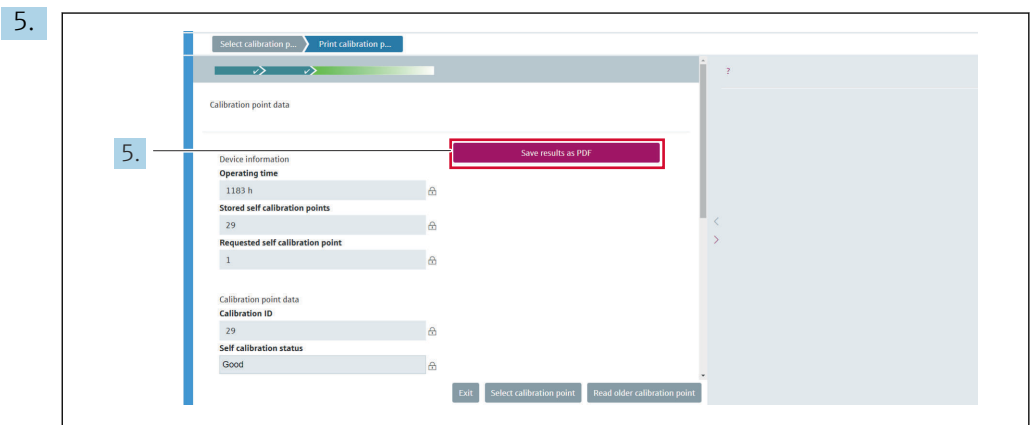 5.
Select calibration p... Print calibration p...
?
Calibration point data
5.
Save results as PDF
Device information
Operating time
1183 h
Stored self calibration points
29
Requested self calibration point
1
Calibration point data
Calibration ID
29
Self calibration status
Good
Exit Select calibration point Read older calibration point